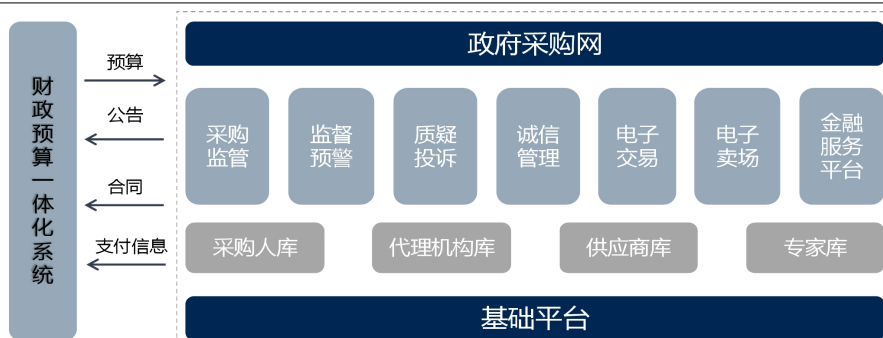 政府采购网
财政预算一体化系统
预算
公告
合同
支付信息
采购
监管
监督
预警
质疑
投诉
诚信
管理
电子
交易
电子
卖场
金融
服务
平台
采购人库
代理机构库
供应商库
专家库
基础平台